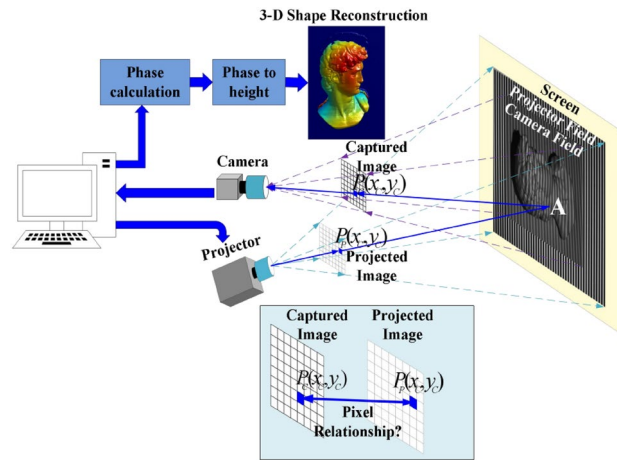 3-D Shape Reconstruction
Phase
calculation
Phase to
height
Screen
Projector Field
Camera Field
Camera
Captured
Image
A
Projector
Projected
Image
Captured
Image
Projected
Image
Pixel
Relationship?